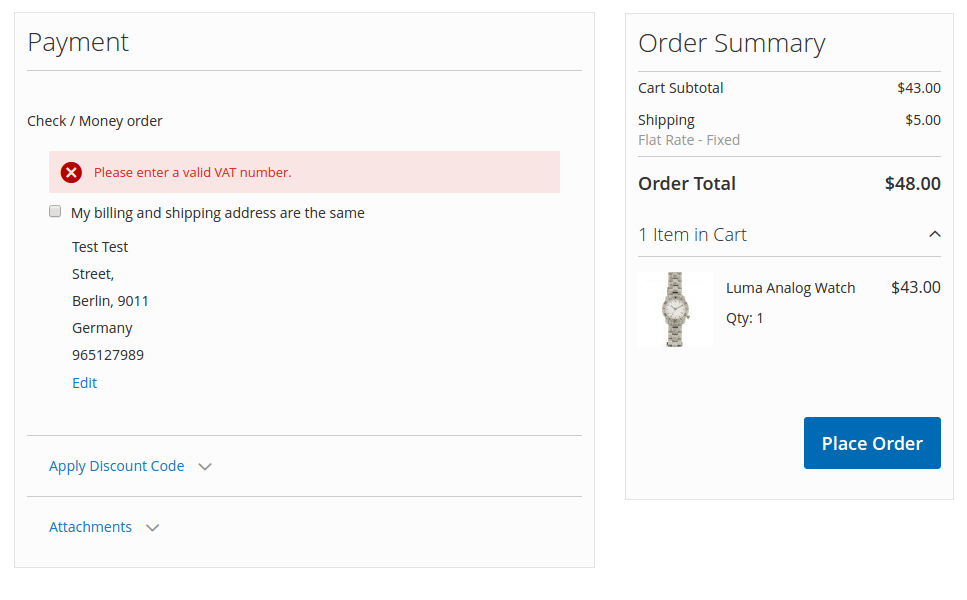 Payment
Check / Money order
Please enter a valid VAT number.
My billing and shipping address are the same
Test Test
Street,
Berlin, 9011
Germany
965127989
Edit
Apply Discount Code
Attachments
Order Summary
Cart Subtotal $43.00
Shipping $5.00
Flat Rate - Fixed
Order Total $48.00
1 Item in Cart
Luma Analog Watch $43.00
Qty: 1
Place Order